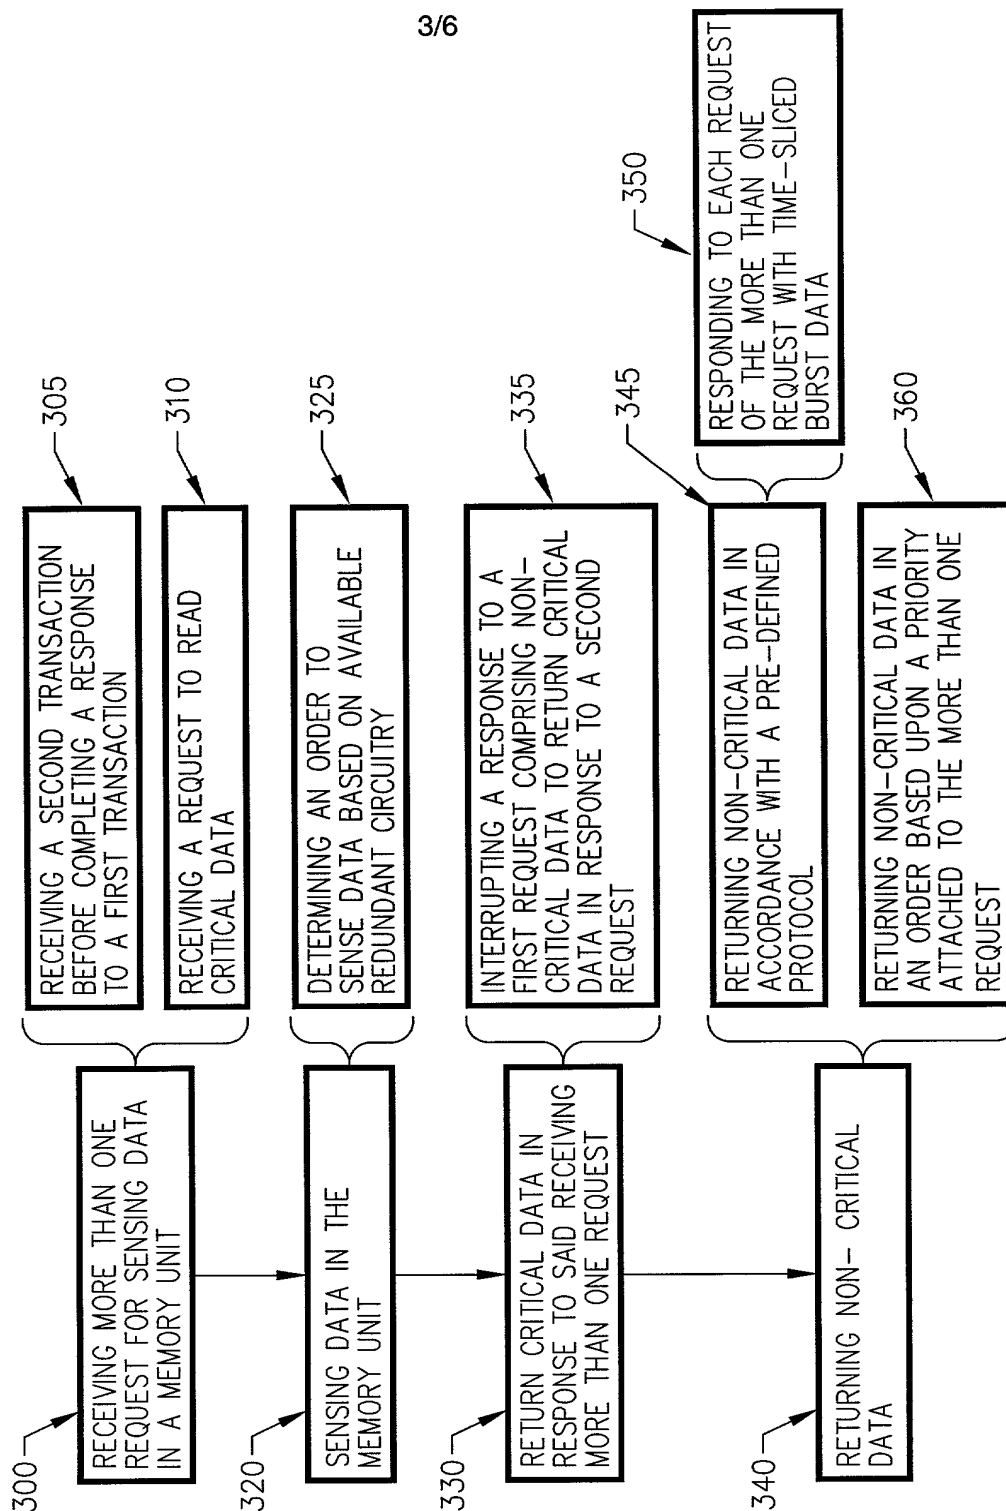 3/6
300
RECEIVING MORE THAN ONE
REQUEST FOR SENSING DATA
IN A MEMORY UNIT
305
RECEIVING A SECOND TRANSACTION
BEFORE COMPLETING A RESPONSE
TO A FIRST TRANSACTION
310
RECEIVING A REQUEST TO READ
CRITICAL DATA
320
SENSING DATA IN THE
MEMORY UNIT
325
DETERMINING AN ORDER TO
SENSE DATA BASED ON AVAILABLE
REDUNDANT CIRCUITRY
330
RETURN CRITICAL DATA IN
RESPONSE TO SAID RECEIVING
MORE THAN ONE REQUEST
335
INTERRUPTING A RESPONSE TO A
FIRST REQUEST COMPRISING NON-
CRITICAL DATA TO RETURN CRITICAL
DATA IN RESPONSE TO A SECOND
REQUEST
340
RETURNING NON- CRITICAL
DATA
345
RETURNING NON-CRITICAL DATA IN
ACCORDANCE WITH A PRE-DEFINED
PROTOCOL
350
RESPONDING TO EACH REQUEST
OF THE MORE THAN ONE
REQUEST WITH TIME-SLICED
BURST DATA
360
RETURNING NON-CRITICAL DATA IN
AN ORDER BASED UPON A PRIORITY
ATTACHED TO THE MORE THAN ONE
REQUEST